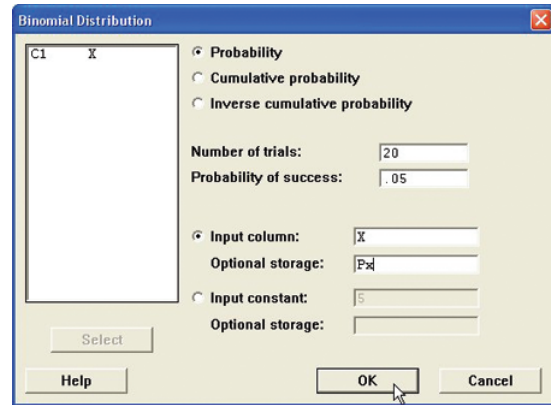 Binomial Distribution
C1 X
Probability
Cumulative probability
Inverse cumulative probability
Number of trials: 20
Probability of success: .05
Input column: X
Optional storage: Px
Input constant: 5
Optional storage:
Select
Help OK Cancel